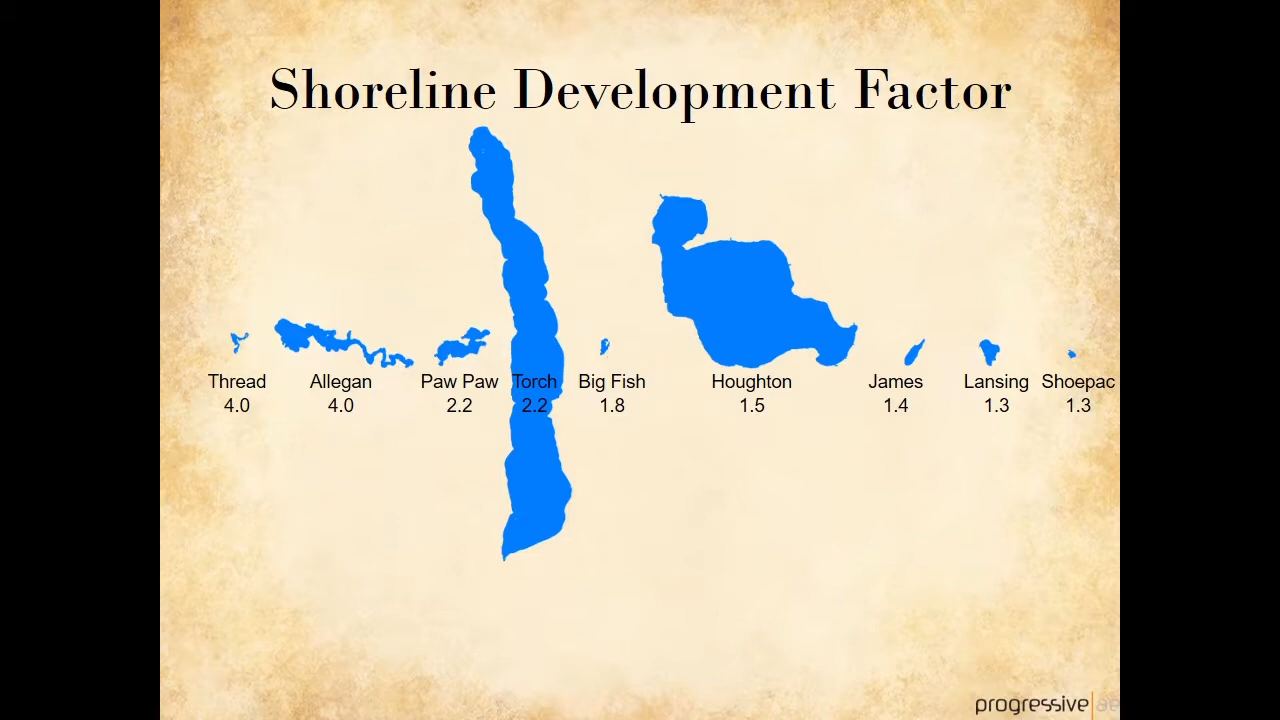 Shoreline Development Factor
Thread Allegan Paw Paw Torch Big Fish Houghton James Lansing Shoepac
4.0 4.0 2.2 2.2 1.8 1.5 1.4 1.3 1.3
progressive|ae